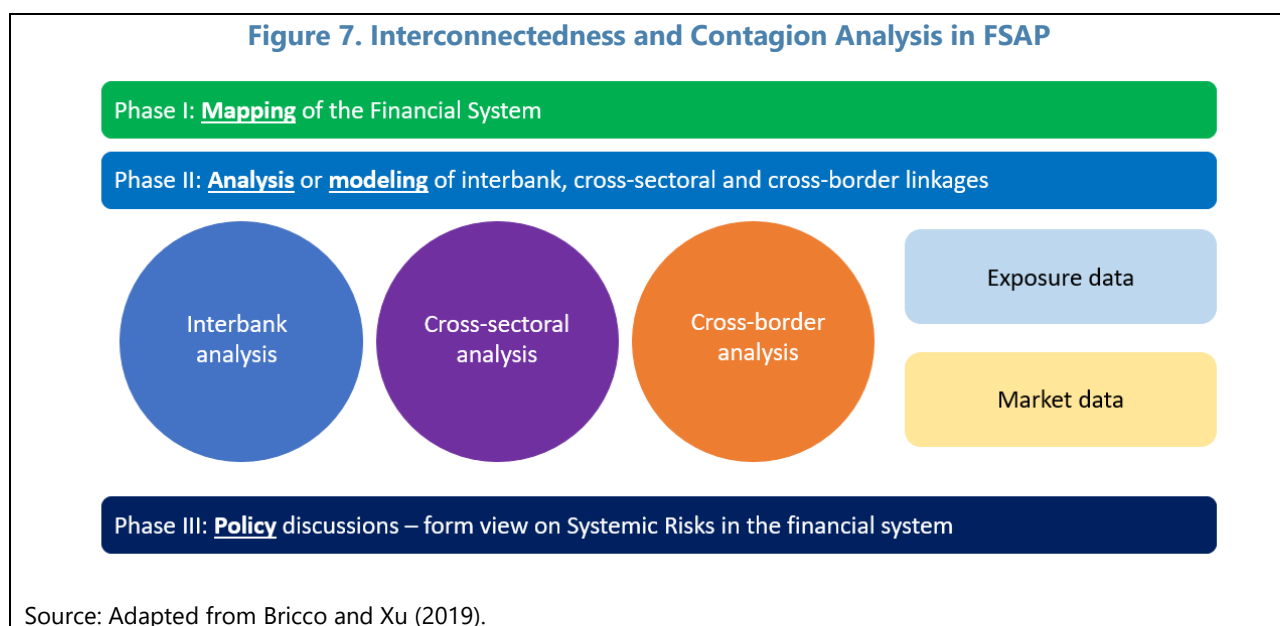 Figure 7. Interconnectedness and Contagion Analysis in FSAP
Phase I: Mapping of the Financial System
Phase II: Analysis or modeling of interbank, cross-sectoral and cross-border linkages
Interbank
analysis
Cross-sectoral
analysis
Cross-border
analysis
Exposure data
Market data
Phase III: Policy discussions – form view on Systemic Risks in the financial system
Source: Adapted from Bricco and Xu (2019).